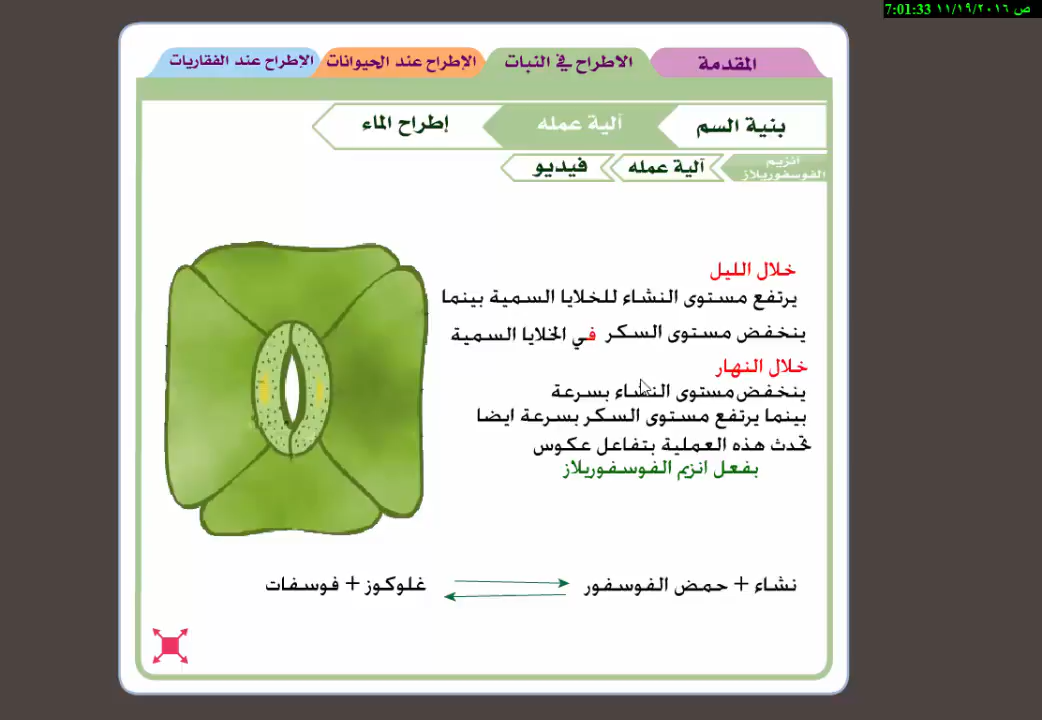 7:01:33 ١١/١٩/٢٠١٦ ص
المقدمة
الاطراح في النبات
الإطراح عند الحيوانات
الإطراح عند الفقاريات
بنية السم
آلية عمله
إطراح الماء
انزيم
الفوسفوريلاز
آلية عمله
فيديو
خلال الليل
يرتفع مستوى النشاء للخلايا السمية بينما
ينخفض مستوى السكر في الخلايا السمية
خلال النهار
ينخفض مستوى النشاء بسرعة
بينما يرتفع مستوى السكر بسرعة ايضا
تحدث هذه العملية بتفاعل عكوس
بفعل انزيم الفوسفوريلاز
نشاء + حمض الفوسفور
غلوكوز + فوسفات